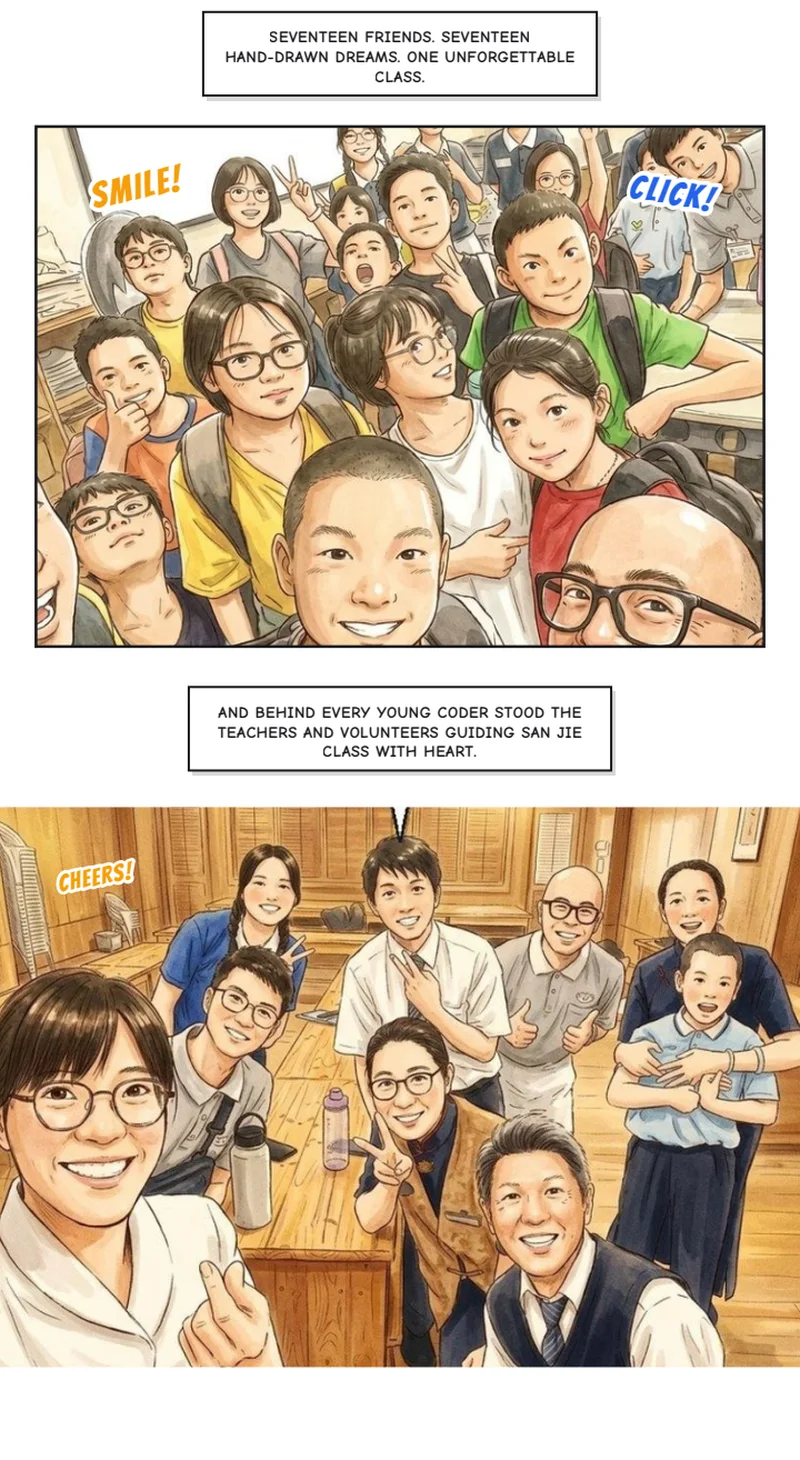 SEVENTEEN FRIENDS. SEVENTEEN
HAND-DRAWN DREAMS. ONE UNFORGETTABLE
CLASS.
SMILE!
CLICK!
AND BEHIND EVERY YOUNG CODER STOOD THE
TEACHERS AND VOLUNTEERS GUIDING SAN JIE
CLASS WITH HEART.
CHEERS!